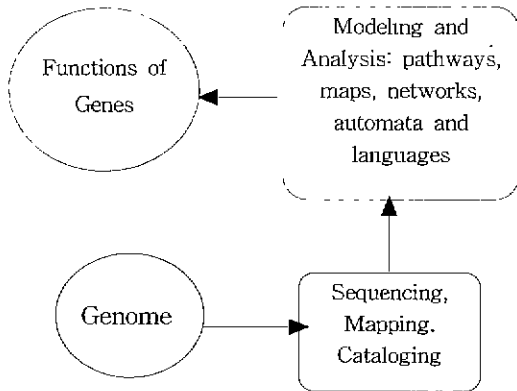 Functions of
Genes
Modeling and
Analysis: pathways,
maps, networks,
automata and
languages
Genome
Sequencing,
Mapping.
Cataloging